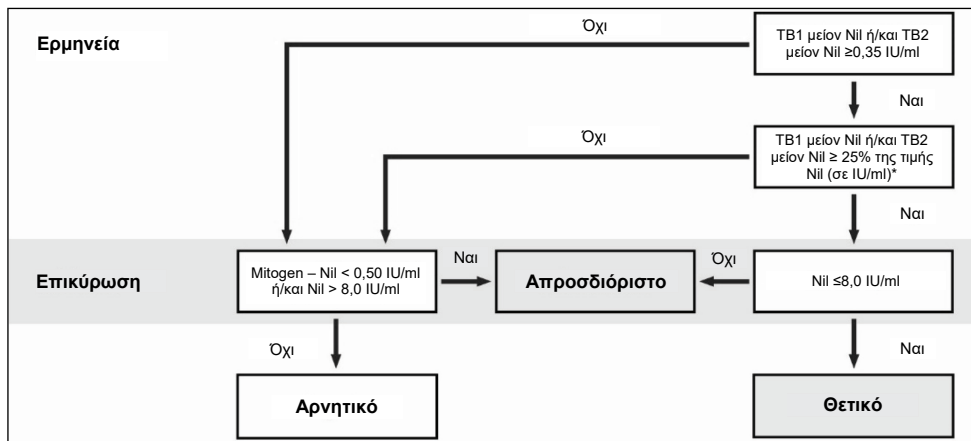 Ερμηνεία
Όχι
TB1 μείον Nil ή/και TB2
μείον Nil ≥0,35 IU/ml
Ναι
Όχι
TB1 μείον Nil ή/και TB2
μείον Nil ≥ 25% της τιμής
Nil (σε IU/ml)*
Ναι
Επικύρωση
Mitogen – Nil < 0,50 IU/ml
ή/και Nil > 8,0 IU/ml
Ναι
Απροσδιόριστο
Όχι
Nil ≤8,0 IU/ml
Όχι
Ναι
Αρνητικό
Θετικό